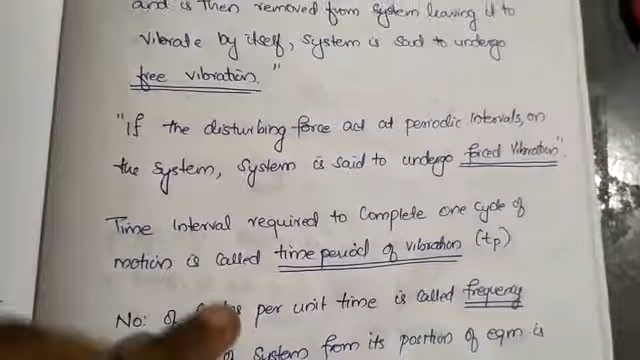 and is then removed from system leaving it to
vibrate by itself, system is said to undergo
free vibration."
"If the disturbing force act at periodic intervals, on
the system, system is said to undergo forced vibration".
Time interval required to complete one cycle of
motion is called time period of vibration (tp)
No: of per unit time is called frequency
of system from its position of eqm is